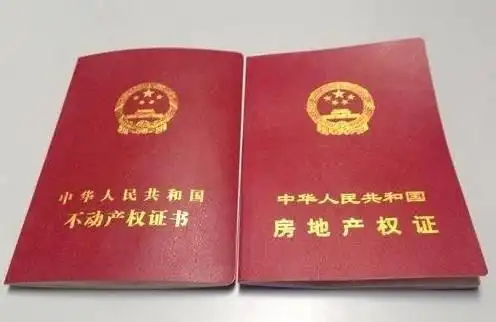 中华人民共和国
不动产权证书
中华人民共和国
房地产权证